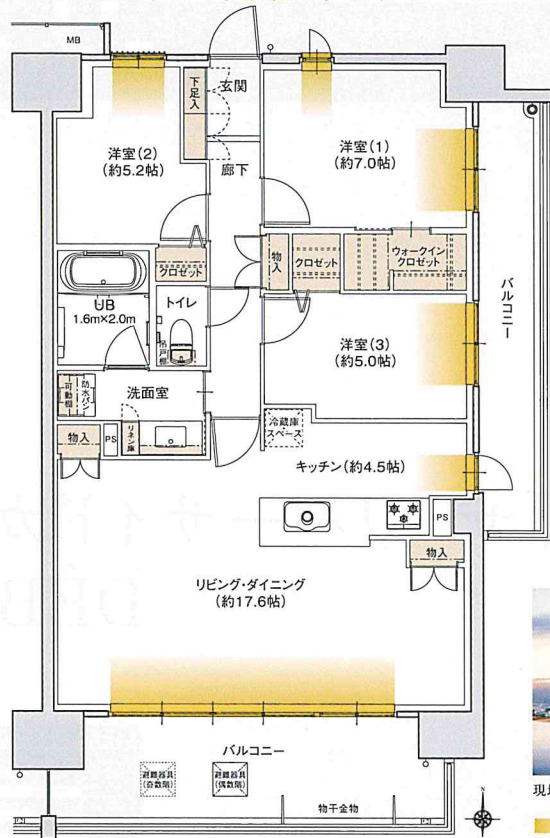 MB
下足入
玄関
洋室(2)
(約5.2帖)
洋室(1)
(約7.0帖)
廊下
クロゼット
物入
クロゼット
ウォークイン
クロゼット
バルコニー
UB
1.6m×2.0m
トイレ
吊戸棚
洋室(3)
(約5.0帖)
可動棚
防水パン
洗面室
リネン庫
物入
PS
冷蔵庫
スペース
キッチン(約4.5帖)
PS
物入
リビング・ダイニング
(約17.6帖)
バルコニー
避難器具
(奇数階)
避難器具
(偶数階)
物干金物
現地